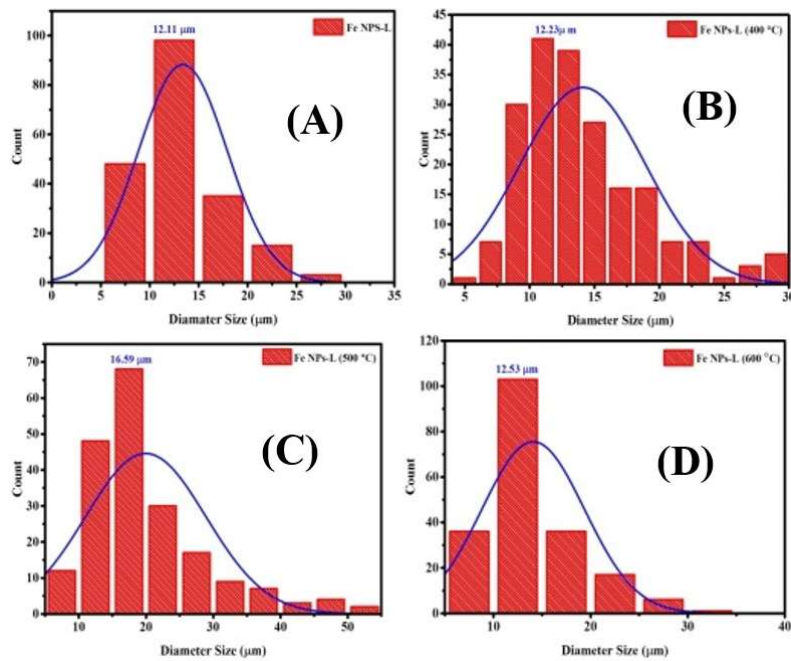 12.11 μm
Fe NPS-L
(A)
Count
100
80
60
40
20
0
0 5 10 15 20 25 30 35
Diamater Size (μm)
12.23μ m
Fe NPs-L (400 °C)
(B)
Count
45
40
35
30
25
20
15
10
5
0
5 10 15 20 25 30
Diameter Size (μm)
16.59 μm
Fe NPs-L (500 °C)
(C)
Count
70
60
50
40
30
20
10
0
10 20 30 40 50
Diameter Size (μm)
12.53 μm
Fe NPs-L (600 °C)
(D)
Count
120
100
80
60
40
20
0
10 20 30 40
Diameter Size (μm)